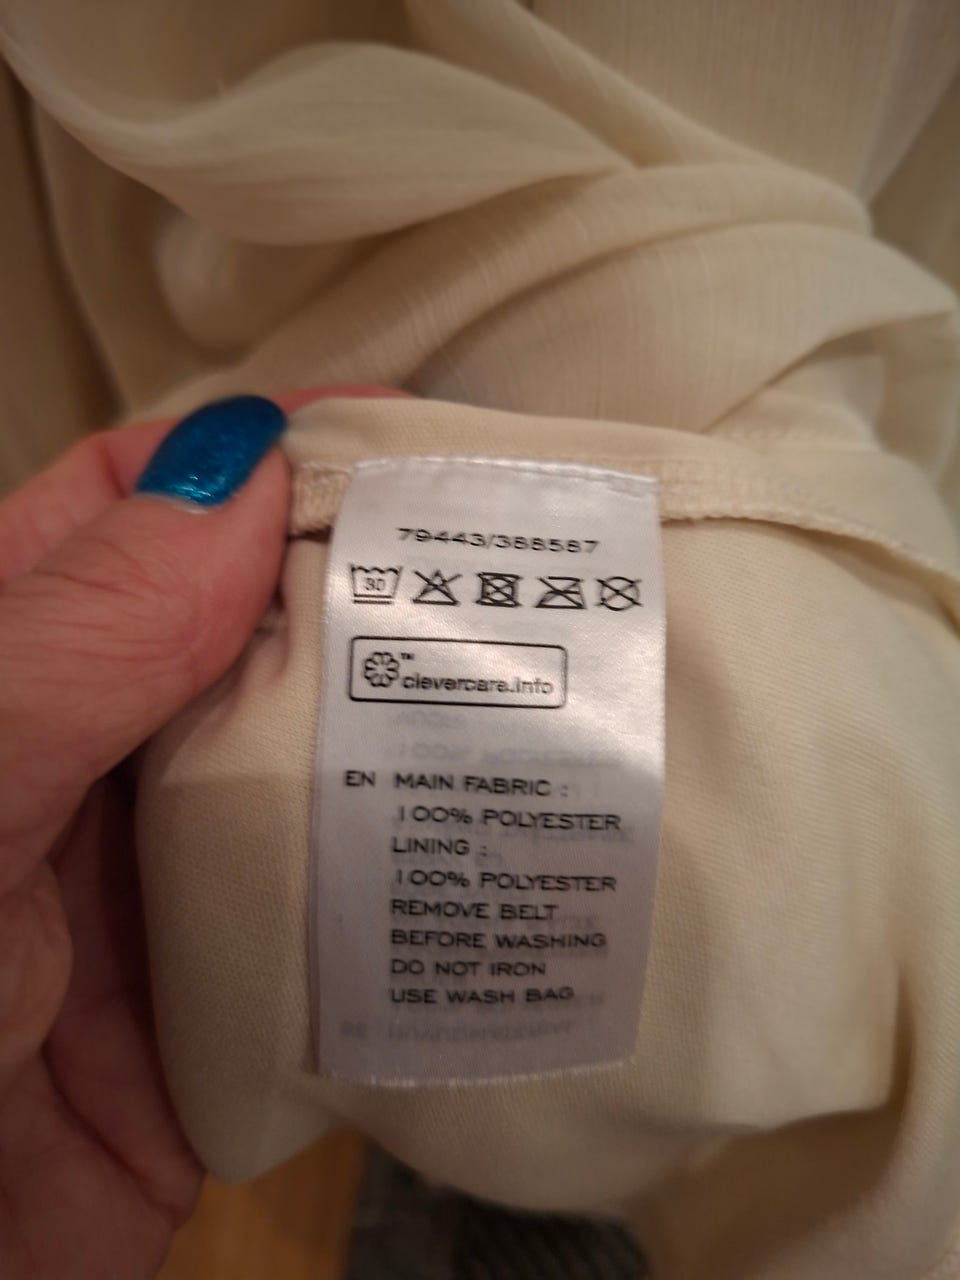 79443/388587
30
™
clevercare.info
EN MAIN FABRIC :
100% POLYESTER
LINING :
100% POLYESTER
REMOVE BELT
BEFORE WASHING
DO NOT IRON
USE WASH BAG